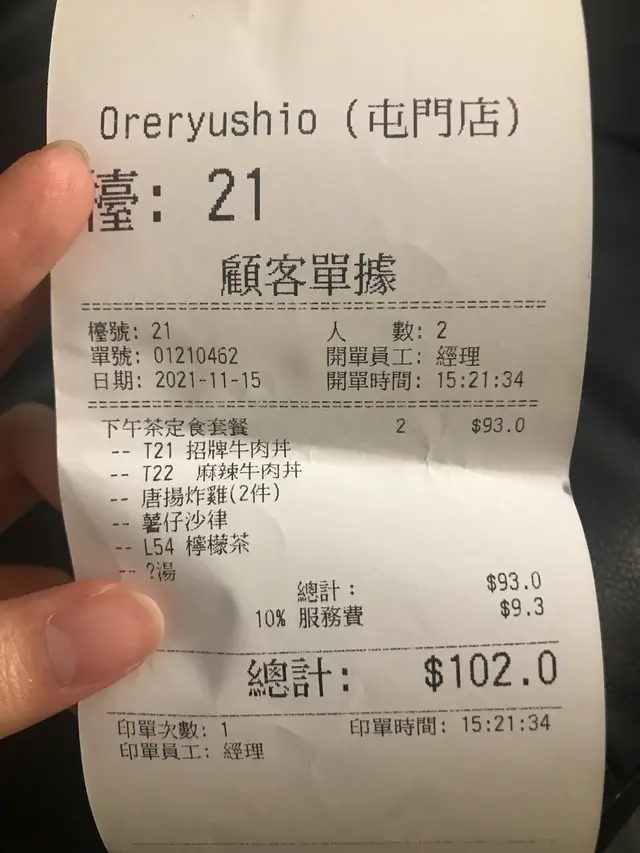 Oreryushio (屯門店)
檯: 21
顧客單據
檯號: 21 人 數: 2
單號: 01210462 開單員工: 經理
日期: 2021-11-15 開單時間: 15:21:34
下午茶定食套餐 2 $93.0
-- T21 招牌牛肉丼
-- T22 麻辣牛肉丼
-- 唐揚炸雞(2件)
-- 薯仔沙律
-- L54 檸檬茶
-- ?湯
總計: $93.0
10% 服務費 $9.3
總計: $102.0
印單次數: 1 印單時間: 15:21:34
印單員工: 經理